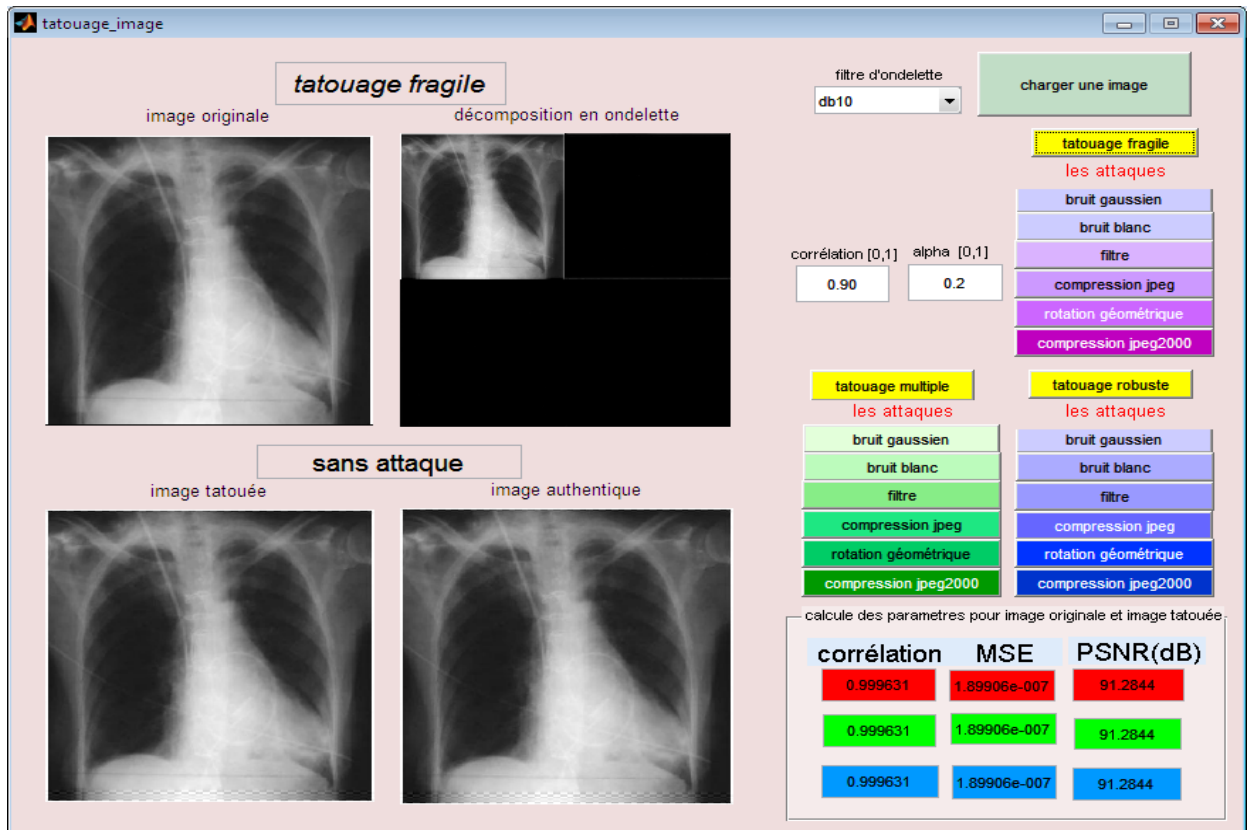 tatouage_image
tatouage fragile
image originale
décomposition en ondelette
filtre d'ondelette
db10
charger une image
tatouage fragile
les attaques
bruit gaussien
bruit blanc
filtre
compression jpeg
rotation géométrique
compression jpeg2000
corrélation [0,1]
alpha [0,1]
0.90
0.2
sans attaque
image tatouée
image authentique
tatouage multiple
les attaques
bruit gaussien
bruit blanc
filtre
compression jpeg
rotation géométrique
compression jpeg2000
tatouage robuste
les attaques
bruit gaussien
bruit blanc
filtre
compression jpeg
rotation géométrique
compression jpeg2000
calcule des parametres pour image originale et image tatouée
corrélation MSE PSNR(dB)
0.999631 1.89906e-007 91.2844
0.999631 1.89906e-007 91.2844
0.999631 1.89906e-007 91.2844